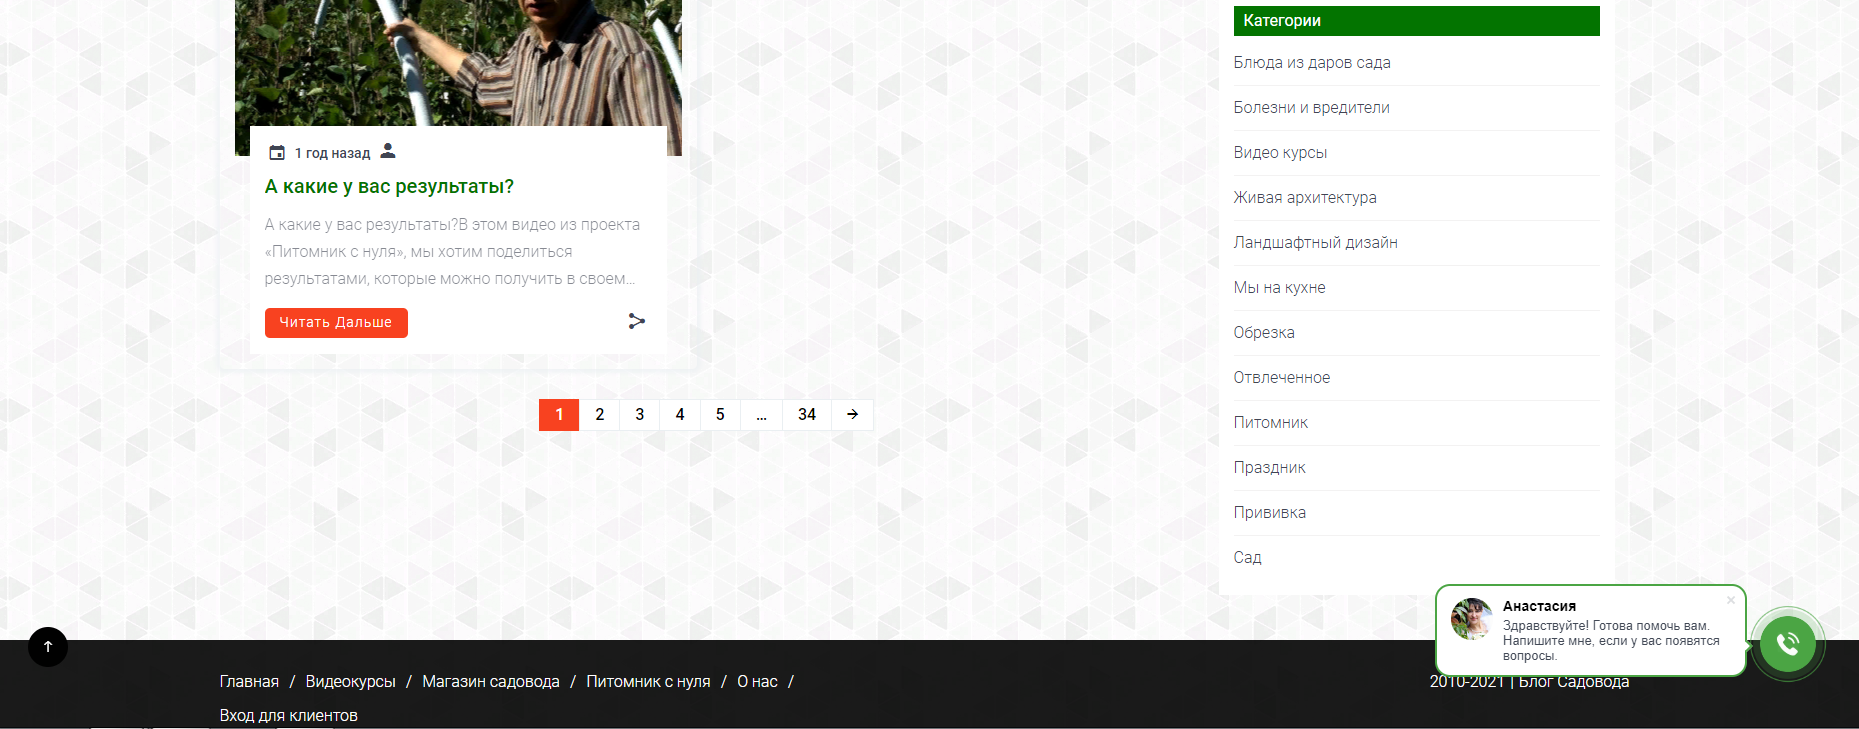 1 год назад
А какие у вас результаты?
А какие у вас результаты?В этом видео из проекта
«Питомник с нуля», мы хотим поделиться
результатами, которые можно получить в своем...
Читать Дальше
1 2 3 4 5 ... 34 →
Категории
Блюда из даров сада
Болезни и вредители
Видео курсы
Живая архитектура
Ландшафтный дизайн
Мы на кухне
Обрезка
Отвлеченное
Питомник
Праздник
Прививка
Сад
Анастасия
Здравствуйте! Готова помочь вам.
Напишите мне, если у вас появятся
вопросы.
Главная / Видеокурсы / Магазин садовода / Питомник с нуля / О нас /
Вход для клиентов
2010-2021 | Блог Садовода